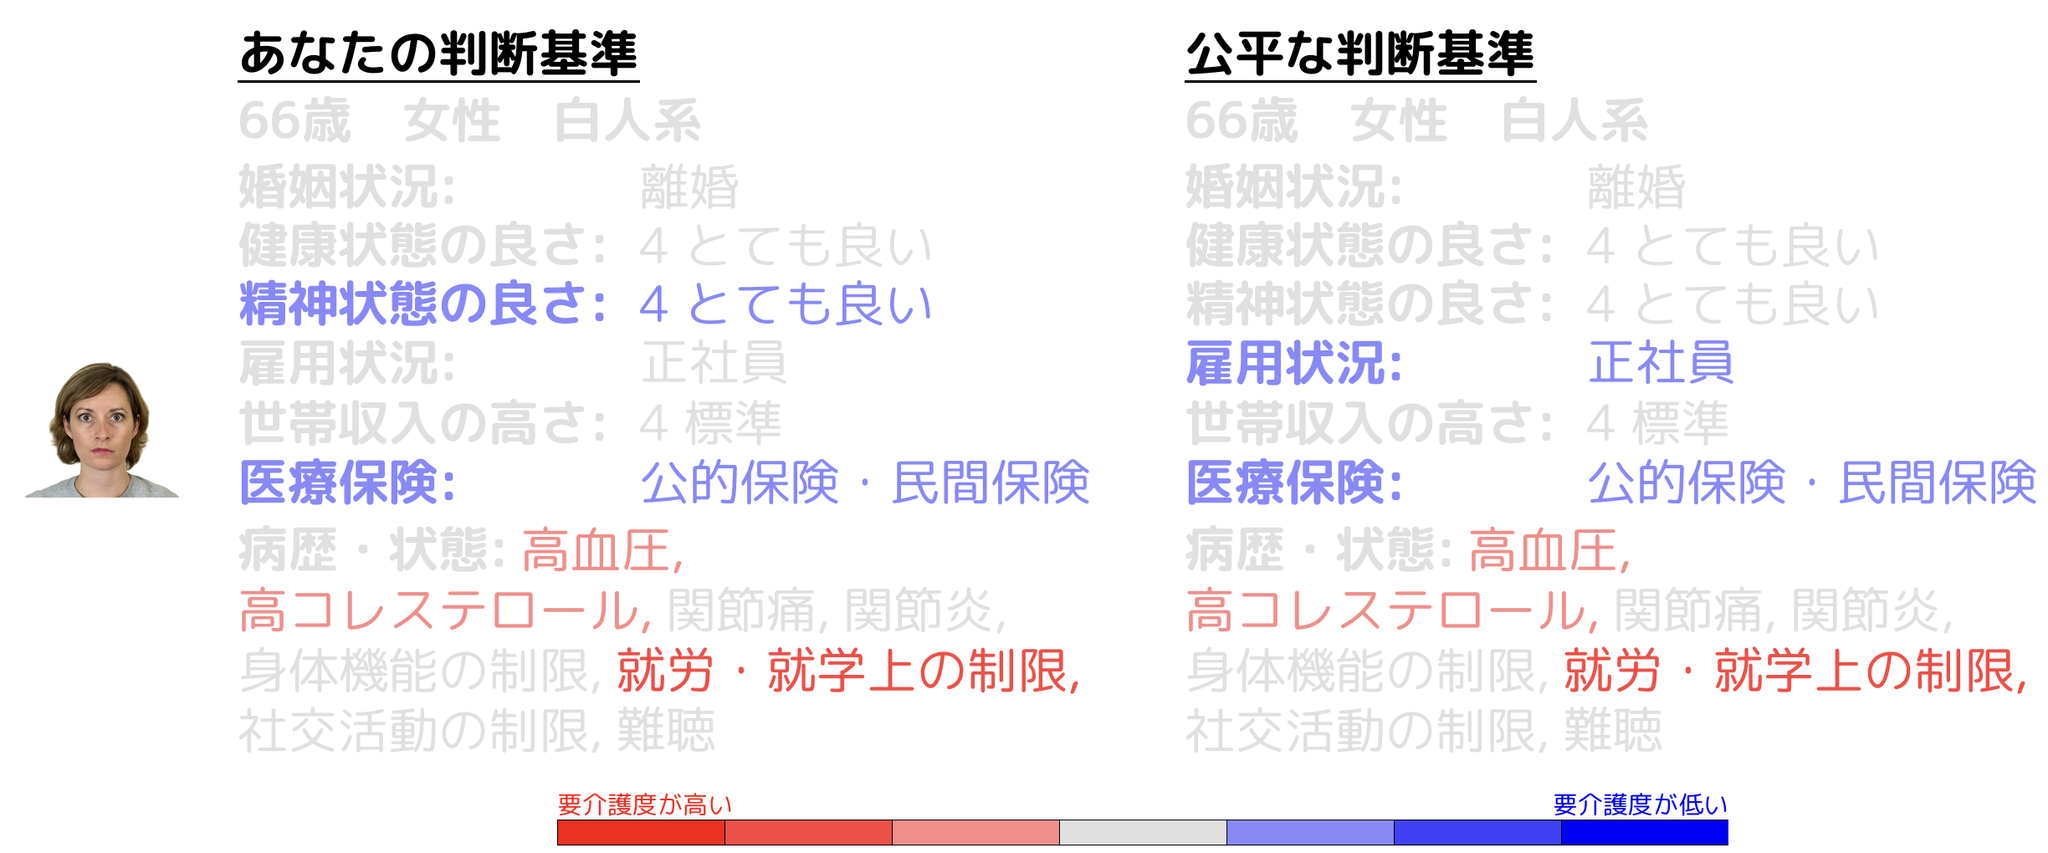 あなたの判断基準
66歳　女性　白人系
婚姻状況: 離婚
健康状態の良さ: 4 とても良い
精神状態の良さ: 4 とても良い
雇用状況: 正社員
世帯収入の高さ: 4 標準
医療保険: 公的保険・民間保険
病歴・状態: 高血圧,
高コレステロール, 関節痛, 関節炎,
身体機能の制限, 就労・就学上の制限,
社交活動の制限, 難聴
公平な判断基準
66歳　女性　白人系
婚姻状況: 離婚
健康状態の良さ: 4 とても良い
精神状態の良さ: 4 とても良い
雇用状況: 正社員
世帯収入の高さ: 4 標準
医療保険: 公的保険・民間保険
病歴・状態: 高血圧,
高コレステロール, 関節痛, 関節炎,
身体機能の制限, 就労・就学上の制限,
社交活動の制限, 難聴
要介護度が高い
要介護度が低い